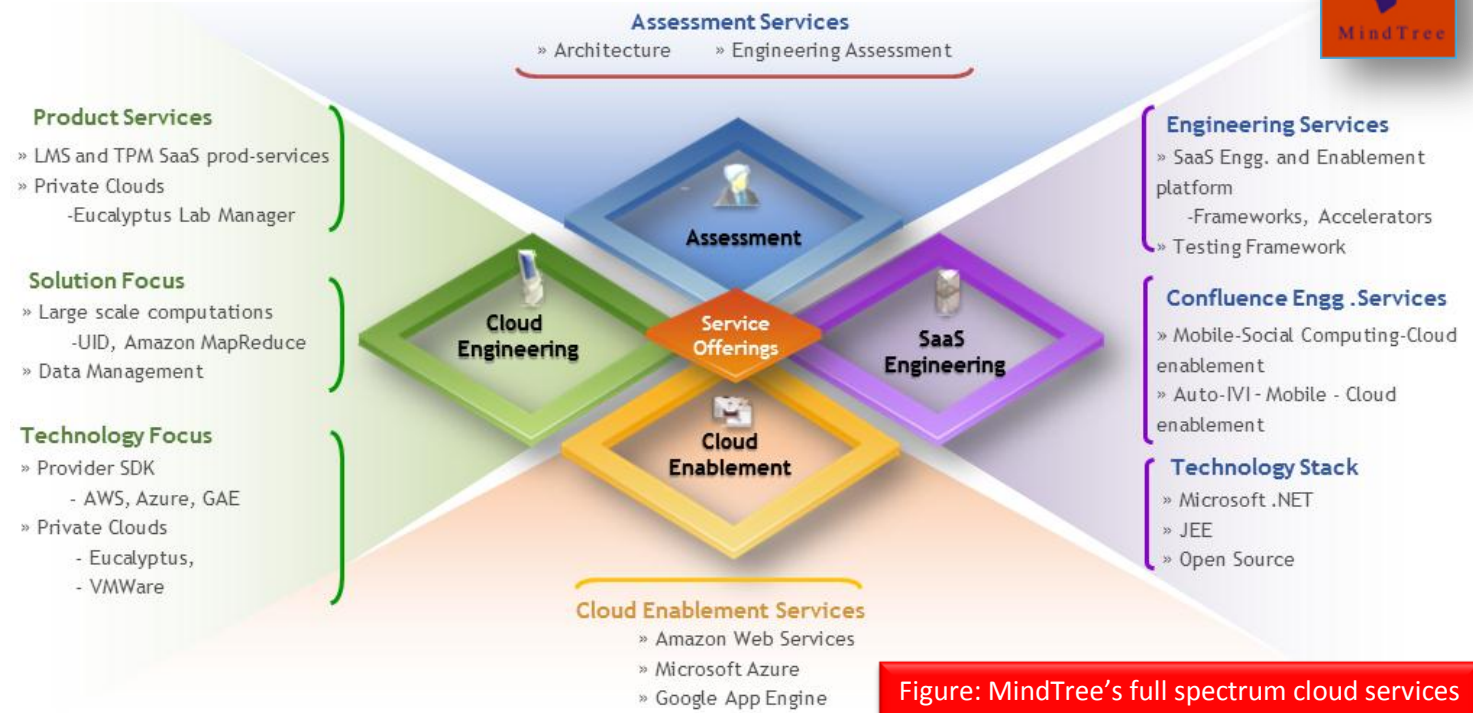 Assessment Services
» Architecture » Engineering Assessment
MindTree
Product Services
» LMS and TPM SaaS prod-services
» Private Clouds
-Eucalyptus Lab Manager
Solution Focus
» Large scale computations
-UID, Amazon MapReduce
» Data Management
Technology Focus
» Provider SDK
- AWS, Azure, GAE
» Private Clouds
- Eucalyptus,
- VMWare
Assessment
Cloud
Engineering
Service
Offerings
SaaS
Engineering
Cloud
Enablement
Engineering Services
» SaaS Engg. and Enablement
platform
-Frameworks, Accelerators
» Testing Framework
Confluence Engg .Services
» Mobile-Social Computing-Cloud
enablement
» Auto-IVI - Mobile - Cloud
enablement
Technology Stack
» Microsoft .NET
» JEE
» Open Source
Cloud Enablement Services
» Amazon Web Services
» Microsoft Azure
» Google App Engine
Figure: MindTree’s full spectrum cloud services